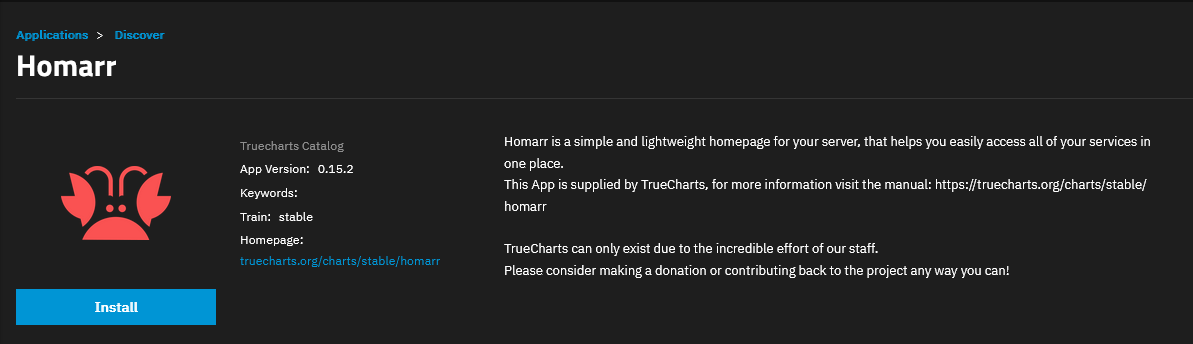 Applications > Discover
Homarr
Truecharts Catalog
App Version: 0.15.2
Keywords:
Train: stable
Homepage:
truecharts.org/charts/stable/homarr
Install
Homarr is a simple and lightweight homepage for your server, that helps you easily access all of your services in
one place.
This App is supplied by TrueCharts, for more information visit the manual: https://truecharts.org/charts/stable/
homarr
TrueCharts can only exist due to the incredible effort of our staff.
Please consider making a donation or contributing back to the project any way you can!